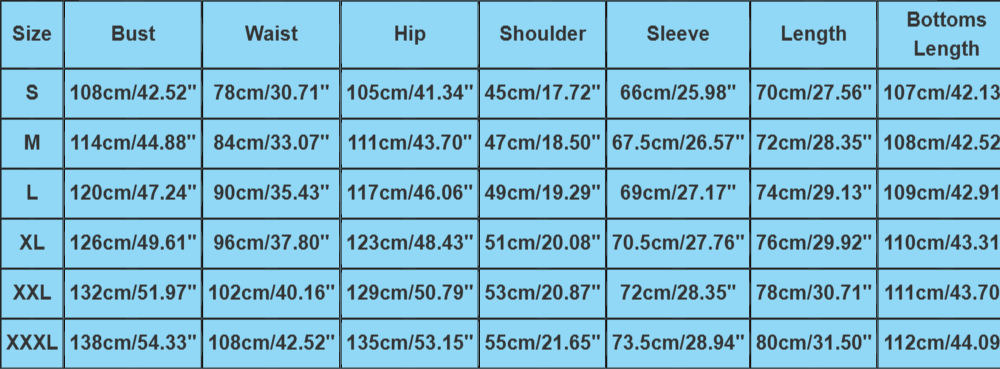 Size Bust Waist Hip Shoulder Sleeve Length Bottoms Length
S 108cm/42.52" 78cm/30.71" 105cm/41.34" 45cm/17.72" 66cm/25.98" 70cm/27.56" 107cm/42.13
M 114cm/44.88" 84cm/33.07" 111cm/43.70" 47cm/18.50" 67.5cm/26.57" 72cm/28.35" 108cm/42.52
L 120cm/47.24" 90cm/35.43" 117cm/46.06" 49cm/19.29" 69cm/27.17" 74cm/29.13" 109cm/42.91
XL 126cm/49.61" 96cm/37.80" 123cm/48.43" 51cm/20.08" 70.5cm/27.76" 76cm/29.92" 110cm/43.31
XXL 132cm/51.97" 102cm/40.16" 129cm/50.79" 53cm/20.87" 72cm/28.35" 78cm/30.71" 111cm/43.70
XXXL 138cm/54.33" 108cm/42.52" 135cm/53.15" 55cm/21.65" 73.5cm/28.94" 80cm/31.50" 112cm/44.09